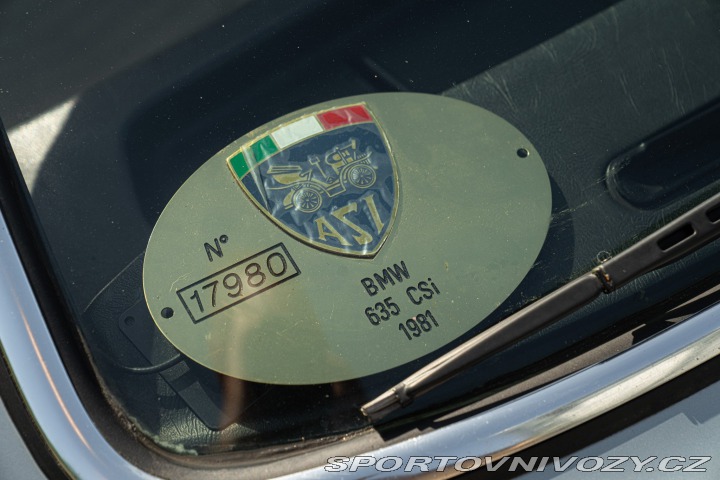 ASI
N°
17980
BMW
635 CSi
1981
SPORTOVNIVOZY.CZ